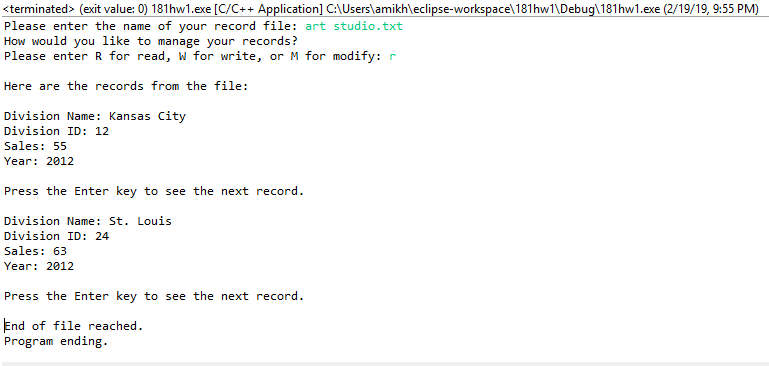 <terminated> (exit value: 0) 181hw1.exe [C/C++ Application] C:\Users\amikh\eclipse-workspace\181hw1\Debug\181hw1.exe (2/19/19, 9:55 PM)
Please enter the name of your record file: art studio.txt
How would you like to manage your records?
Please enter R for read, W for write, or M for modify: r
Here are the records from the file:
Division Name: Kansas City
Division ID: 12
Sales: 55
Year: 2012
Press the Enter key to see the next record.
Division Name: St. Louis
Division ID: 24
Sales: 63
Year: 2012
Press the Enter key to see the next record.
End of file reached.
Program ending.